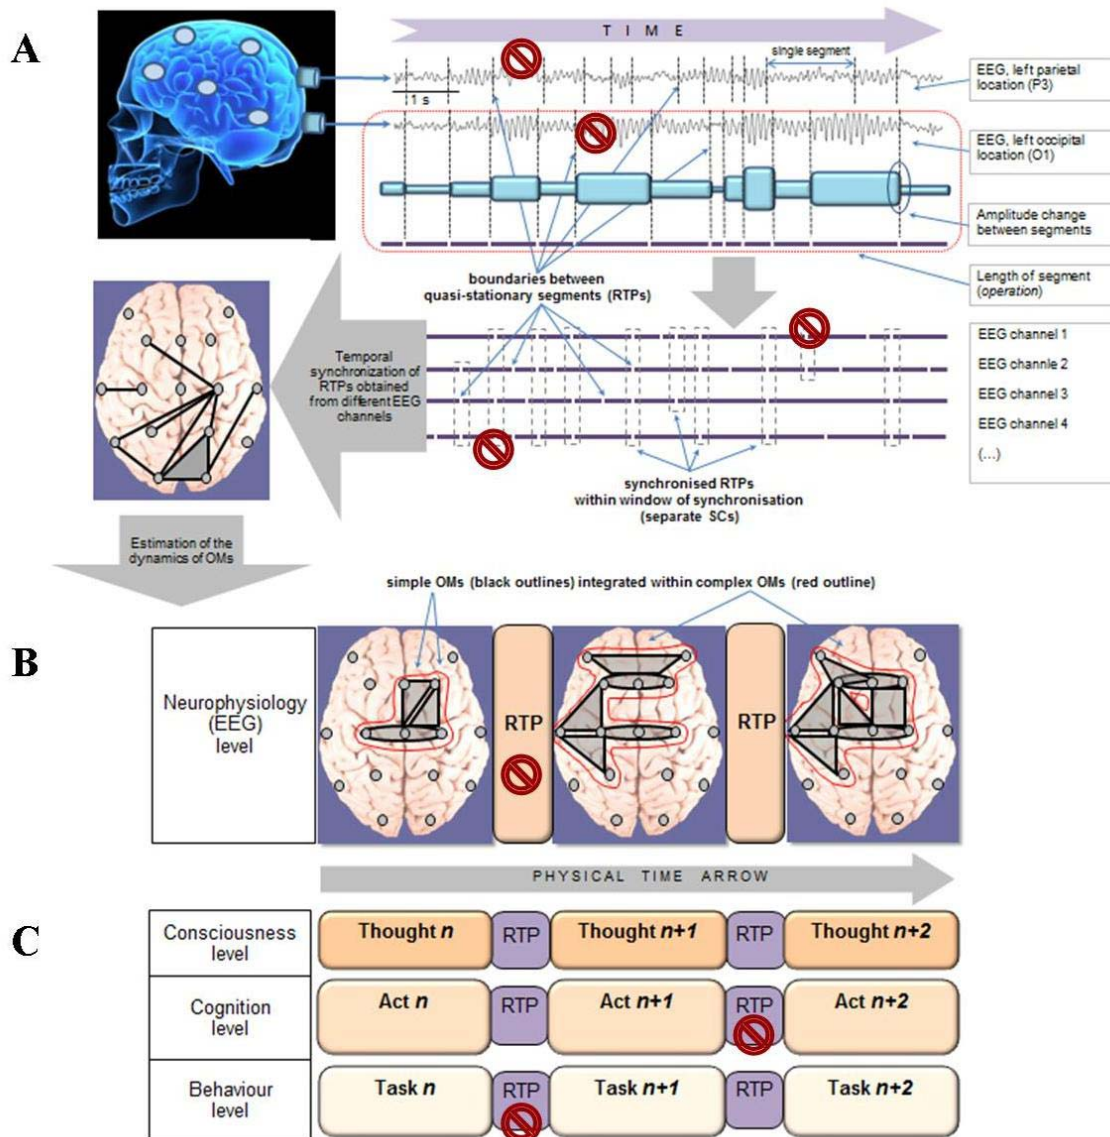 A
T I M E
single segment
1 s
EEG, left parietal
location (P3)
EEG, left occipital
location (O1)
Amplitude change
between segments
Length of segment
(operation)
boundaries between
quasi-stationary segments (RTPs)
Temporal
synchronization of
RTPs obtained
from different EEG
channels
EEG channel 1
EEG channle 2
EEG channel 3
EEG channel 4
(...)
synchronised RTPs
within window of synchronisation
(separate SCs)
Estimation of the
dynamics of OMs
simple OMs (black outlines) integrated within complex OMs (red outline)
B
Neurophysiology
(EEG)
level
RTP
RTP
PHYSICAL TIME ARROW
C
Consciousness
level
Thought n
RTP
Thought n+1
RTP
Thought n+2
Cognition
level
Act n
RTP
Act n+1
RTP
Act n+2
Behaviour
level
Task n
RTP
Task n+1
RTP
Task n+2